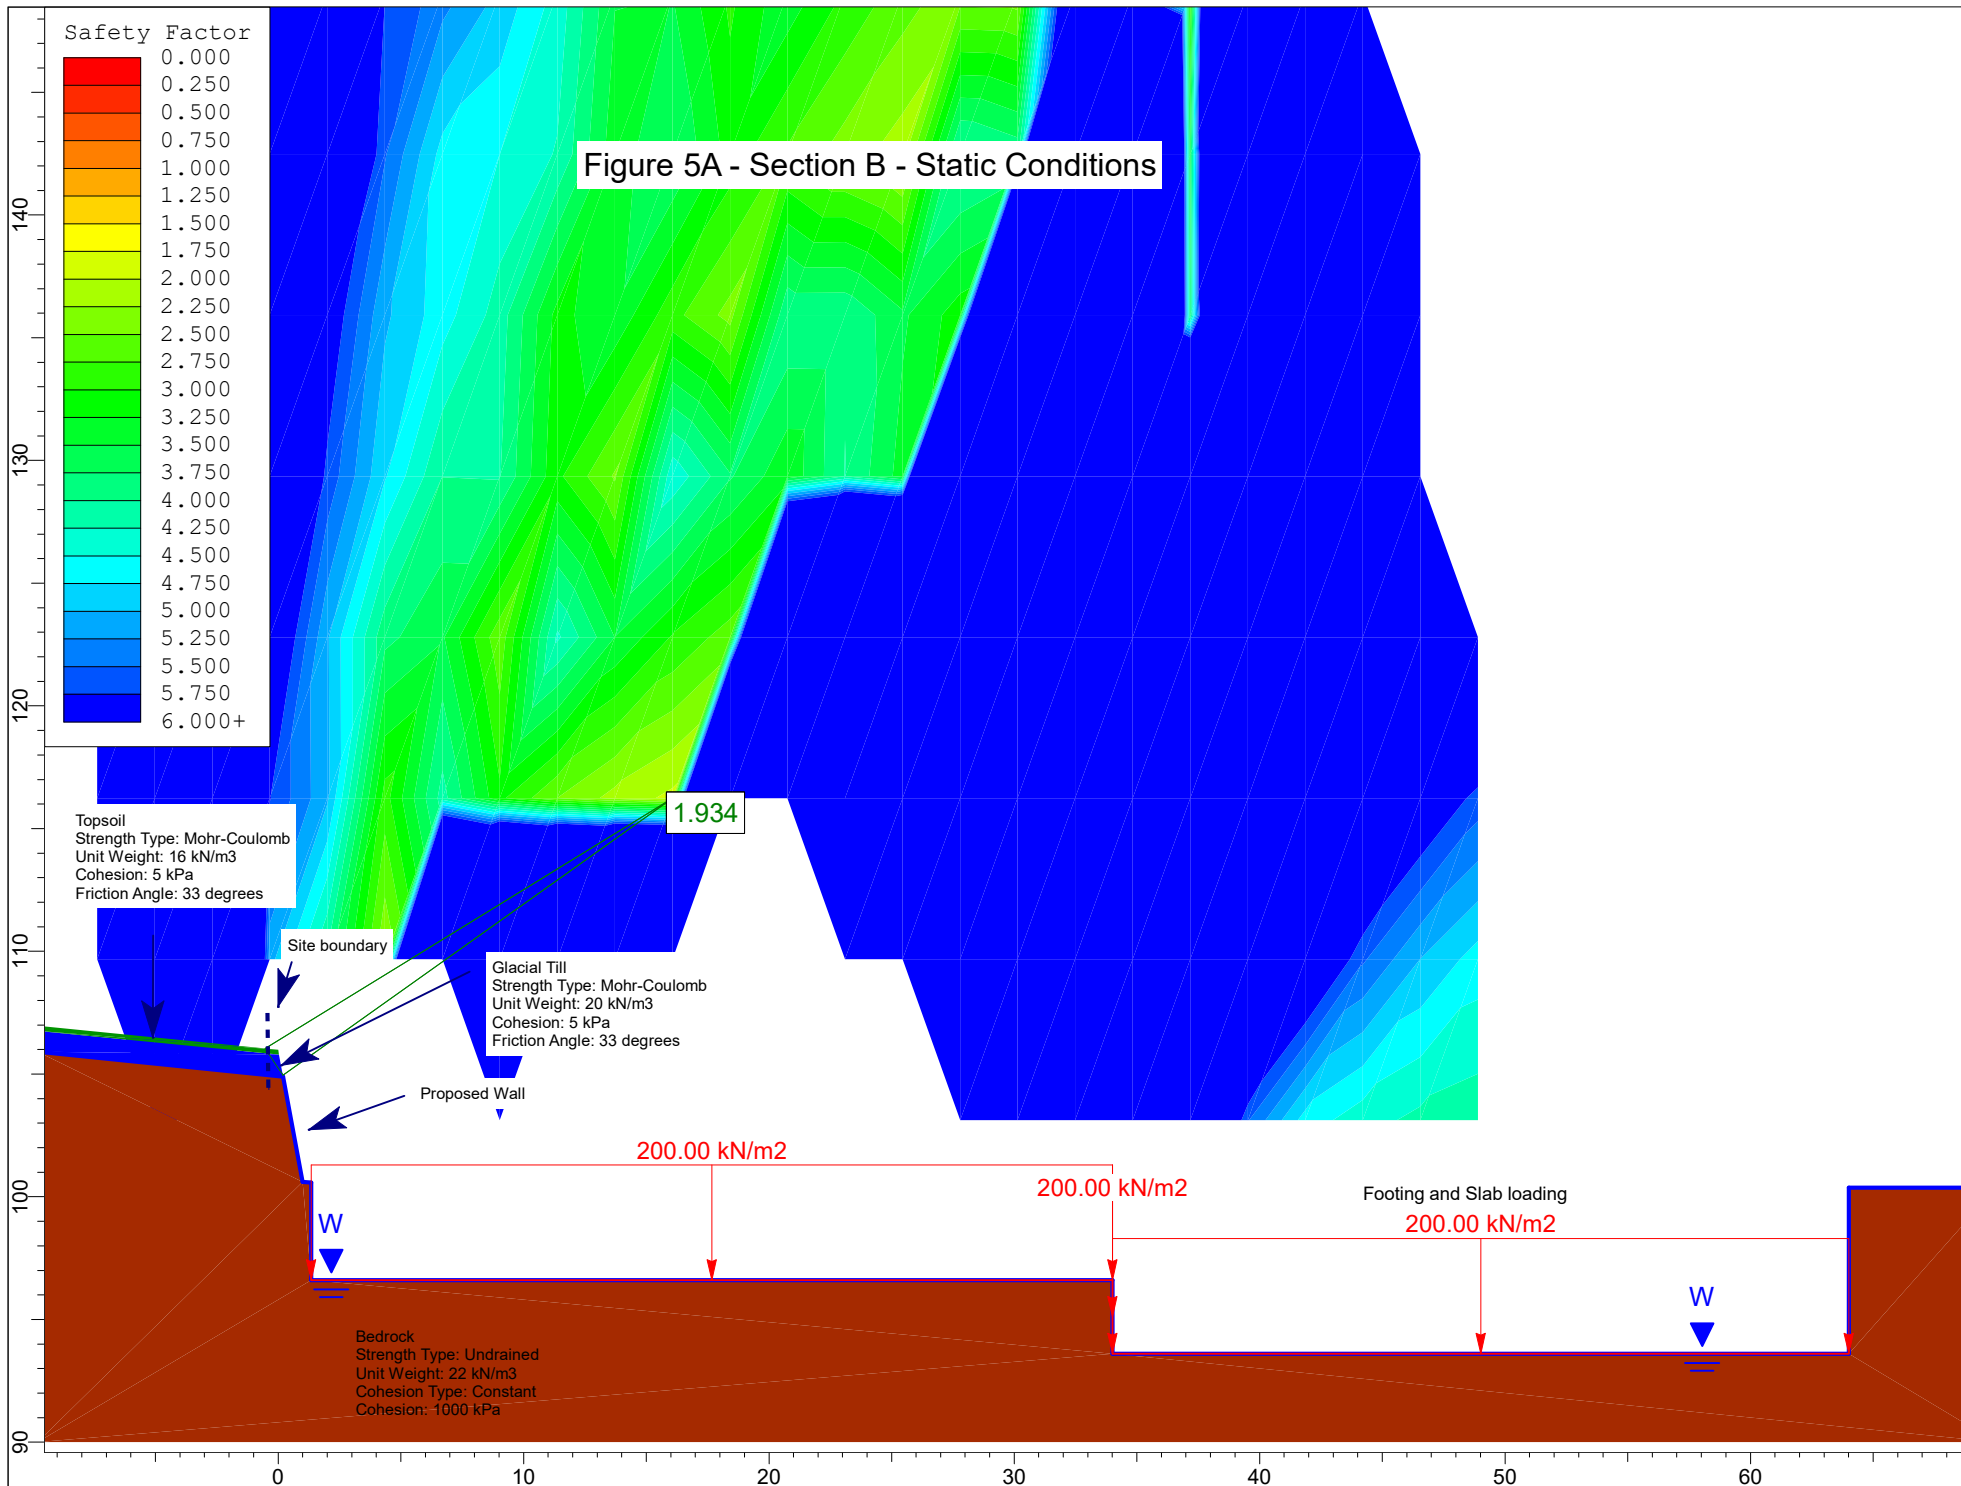 Safety Factor
0.000
0.250
0.500
0.750
1.000
1.250
1.500
1.750
2.000
2.250
2.500
2.750
3.000
3.250
3.500
3.750
4.000
4.250
4.500
4.750
5.000
5.250
5.500
5.750
6.000+
Figure 5A - Section B - Static Conditions
140
130
120
110
100
90
1.934
Topsoil
Strength Type: Mohr-Coulomb
Unit Weight: 16 kN/m3
Cohesion: 5 kPa
Friction Angle: 33 degrees
Site boundary
Glacial Till
Strength Type: Mohr-Coulomb
Unit Weight: 20 kN/m3
Cohesion: 5 kPa
Friction Angle: 33 degrees
Proposed Wall
200.00 kN/m2
200.00 kN/m2
Footing and Slab loading
200.00 kN/m2
W
W
Bedrock
Strength Type: Undrained
Unit Weight: 22 kN/m3
Cohesion Type: Constant
Cohesion: 1000 kPa
0
10
20
30
40
50
60